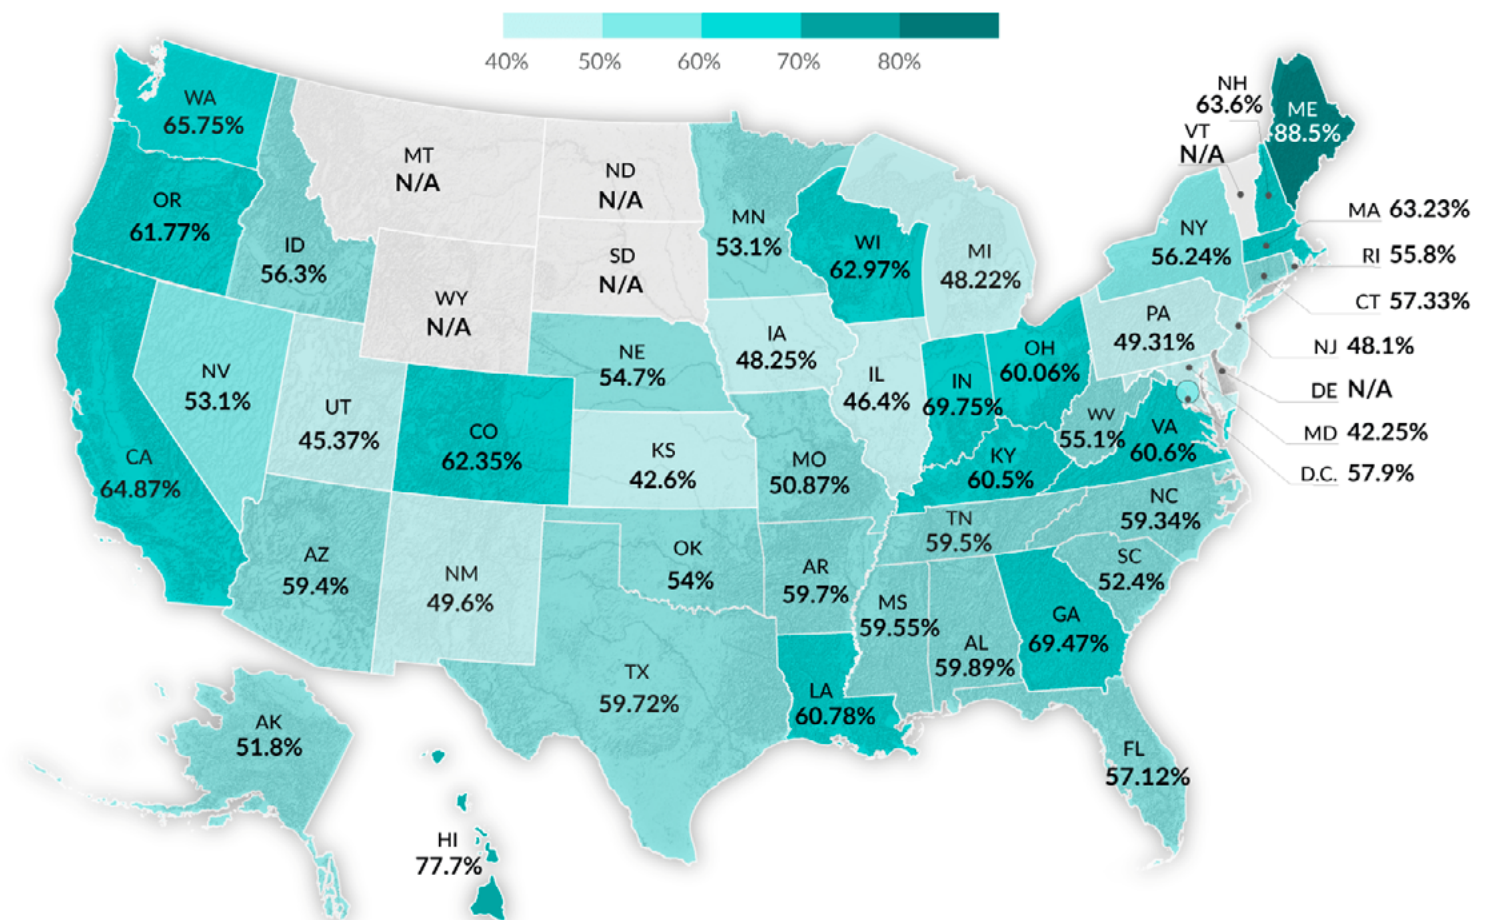 40% 50% 60% 70% 80%
NH
63.6%
ME
88.5%
VT
N/A
WA
65.75%
MT
N/A
ND
N/A
OR
61.77%
ID
56.3%
MN
53.1%
WI
62.97%
MI
48.22%
NY
56.24%
MA 63.23%
RI 55.8%
CT 57.33%
SD
N/A
WY
N/A
PA
49.31%
NJ 48.1%
DE N/A
MD 42.25%
D.C. 57.9%
IA
48.25%
NE
54.7%
NV
53.1%
UT
45.37%
CO
62.35%
CA
64.87%
KS
42.6%
MO
50.87%
IL
46.4%
IN
69.75%
OH
60.06%
WV
55.1%
VA
60.6%
KY
60.5%
NC
59.34%
TN
59.5%
SC
52.4%
AZ
59.4%
NM
49.6%
OK
54%
AR
59.7%
MS
59.55%
AL
59.89%
GA
69.47%
TX
59.72%
LA
60.78%
FL
57.12%
AK
51.8%
HI
77.7%